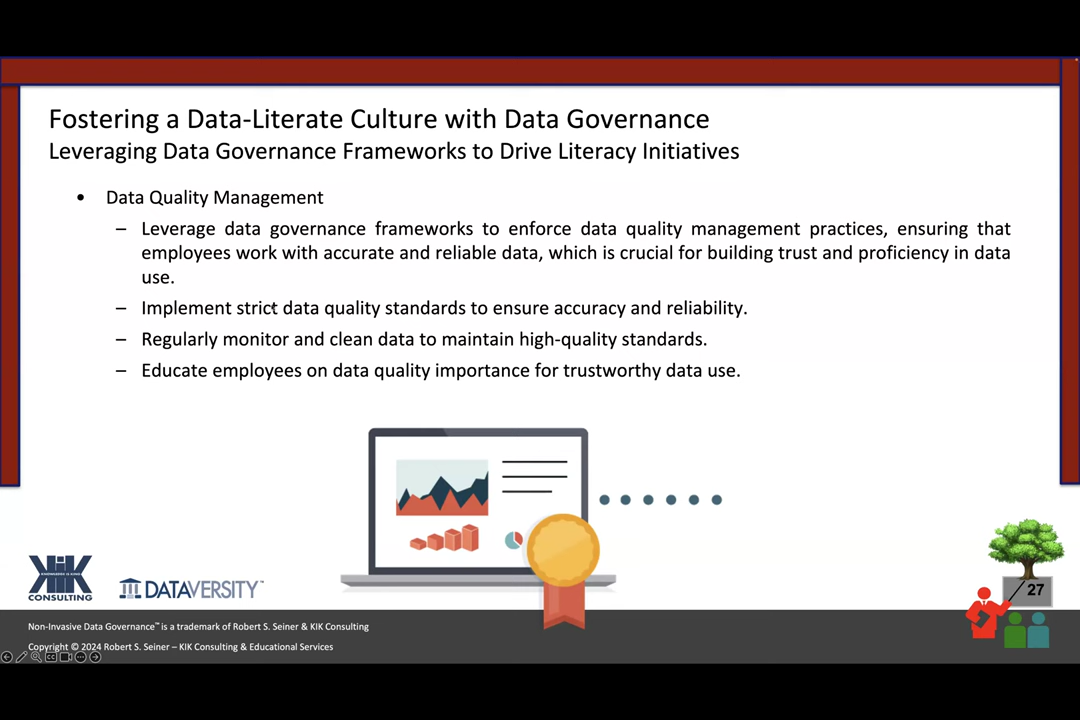 Fostering a Data-Literate Culture with Data Governance
Leveraging Data Governance Frameworks to Drive Literacy Initiatives
• Data Quality Management
– Leverage data governance frameworks to enforce data quality management practices, ensuring that
employees work with accurate and reliable data, which is crucial for building trust and proficiency in data
use.
– Implement strict data quality standards to ensure accuracy and reliability.
– Regularly monitor and clean data to maintain high-quality standards.
– Educate employees on data quality importance for trustworthy data use.
KIK
KNOWLEDGE IS KING
CONSULTING
DATAVERSITY™
27
Non-Invasive Data Governance™ is a trademark of Robert S. Seiner & KIK Consulting
Copyright © 2024 Robert S. Seiner – KIK Consulting & Educational Services
CC